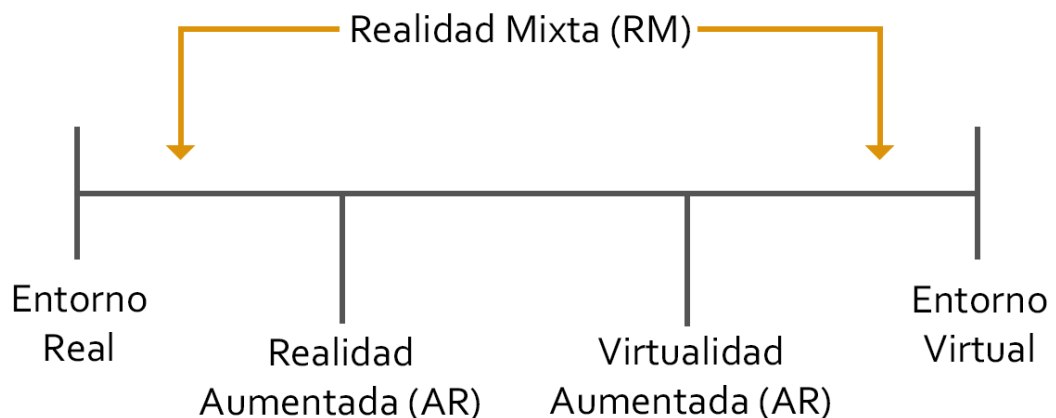 Realidad Mixta (RM)
Entorno
Real
Realidad
Aumentada (AR)
Virtualidad
Aumentada (AR)
Entorno
Virtual